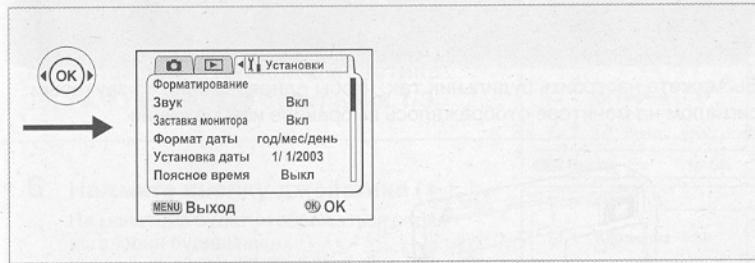 OK
Установки
Форматирование
Звук Вкл
Заставка монитора Вкл
Формат даты год/мес/день
Установка даты 1/ 1/2003
Поясное время Выкл
MENU Выход OK OK